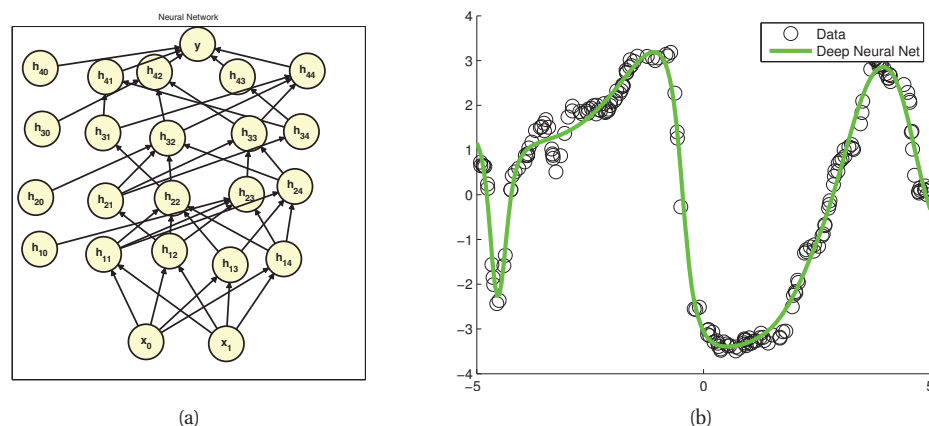 Neural Network
y
h40
h41
h42
h43
h44
h30
h31
h32
h33
h34
h20
h21
h22
h23
h24
h10
h11
h12
h13
h14
x0
x1
(a)
Data
Deep Neural Net
4
3
2
1
0
−1
−2
−3
−4
−5
0
5
(b)